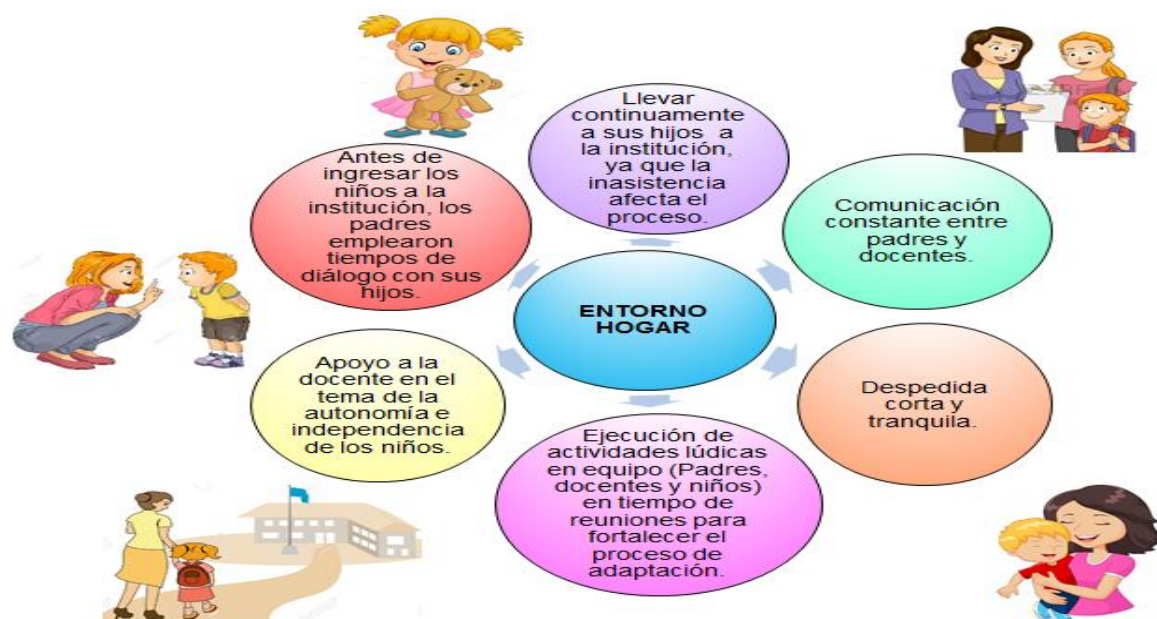 Llevar
continuamente
a sus hijos a
la institución,
ya que la
inasistencia
afecta el
proceso.
Antes de
ingresar los
niños a la
institución, los
padres
emplearon
tiempos de
diálogo con sus
hijos.
Comunicación
constante entre
padres y
docentes.
ENTORNO
HOGAR
Apoyo a la
docente en el
tema de la
autonomía e
independencia
de los niños.
Despedida
corta y
tranquila.
Ejecución de
actividades lúdicas
en equipo (Padres,
docentes y niños)
en tiempo de
reuniones para
fortalecer el
proceso de
adaptación.